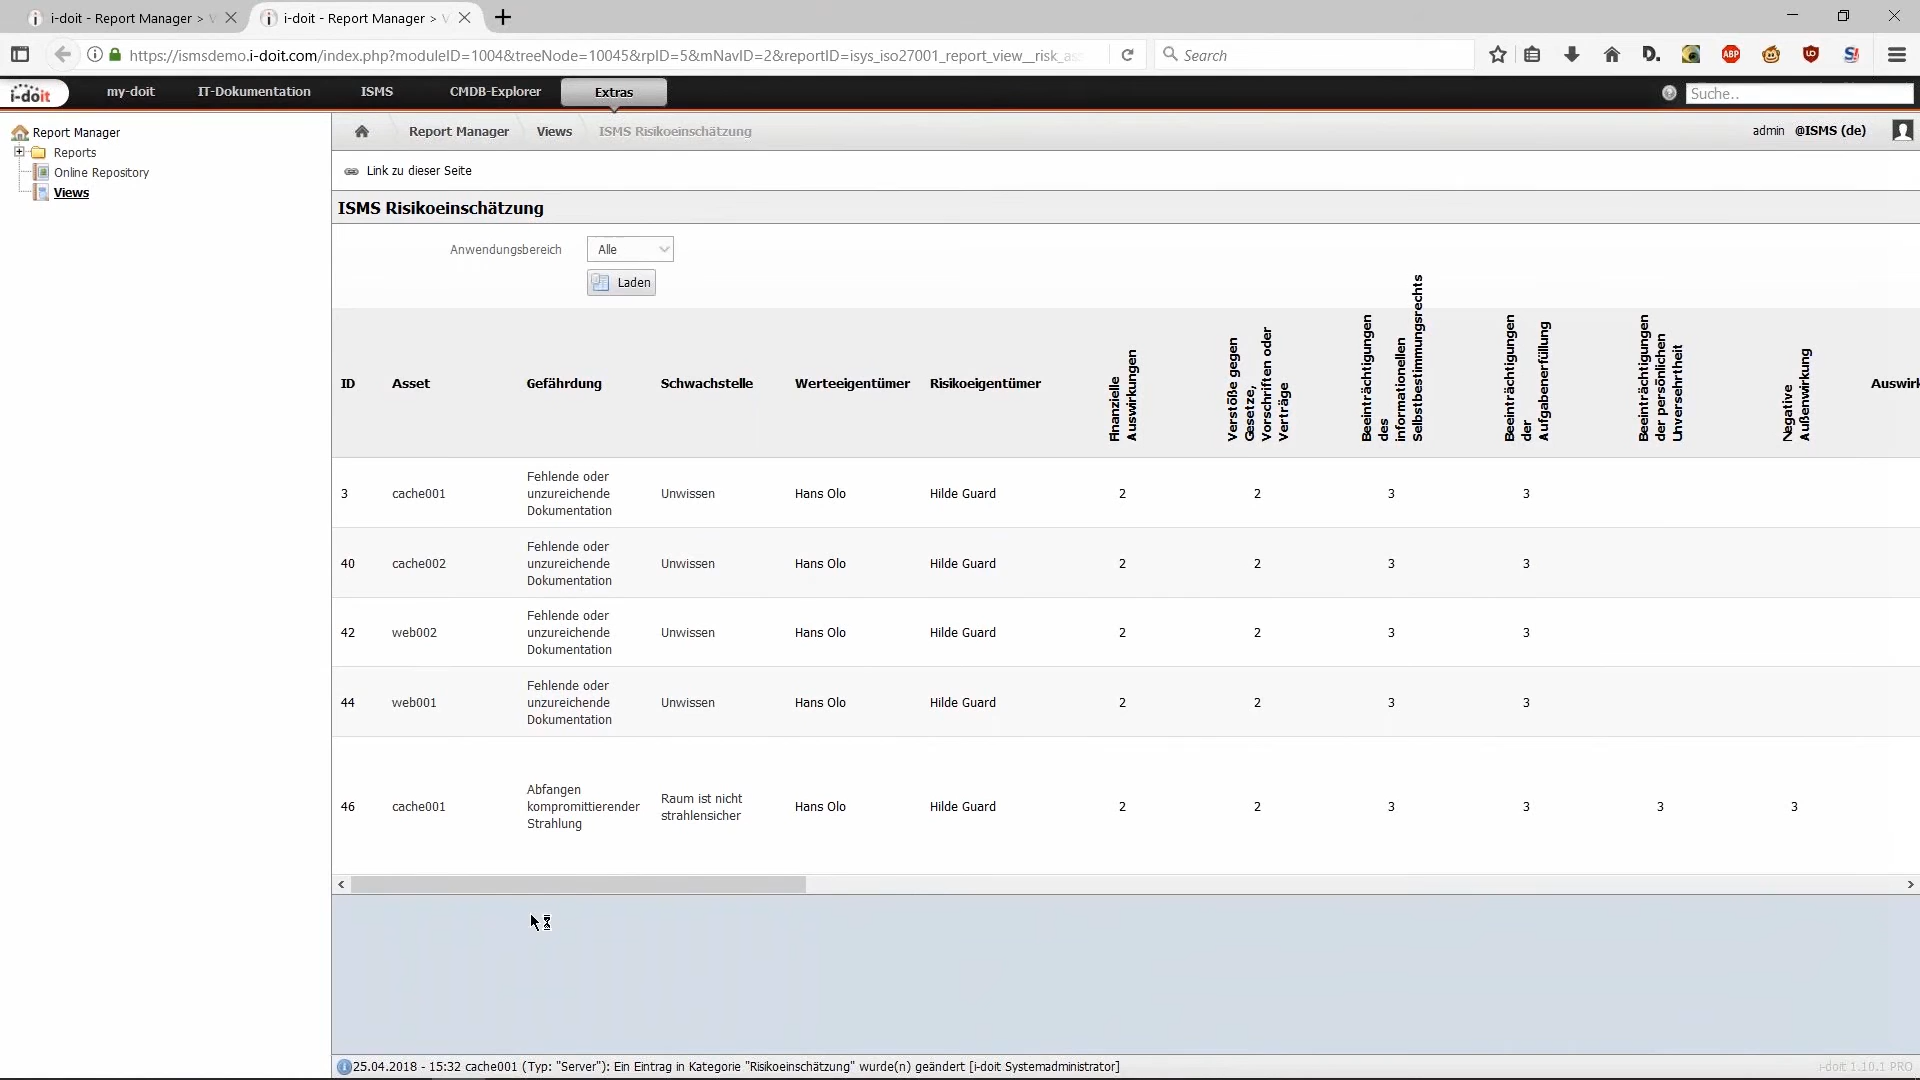 i-doit - Report Manager >
i-doit - Report Manager >
https://ismsdemo.i-doit.com/index.php?moduleID=1004&treeNode=10045&rpID=5&mNavID=2&reportID=isys_iso27001_report_view__risk_as
Search
ABP
i-doit
my-doit
IT-Dokumentation
ISMS
CMDB-Explorer
Extras
Suche..
Report Manager
Reports
Online Repository
Views
Report Manager
Views
ISMS Risikoeinschätzung
admin @ISMS (de)
Link zu dieser Seite
ISMS Risikoeinschätzung
Anwendungsbereich
Alle
Laden
ID
Asset
Gefährdung
Schwachstelle
Werteeigentümer
Risikoeigentümer
Finanzielle
Auswirkungen
Verstöße gegen
Gesetze,
Vorschriften oder
Verträge
Beeinträchtigungen
des
informationellen
Selbstbestimmungsrechts
Beeinträchtigungen
der
Aufgabenerfüllung
Beeinträchtigungen
der persönlichen
Unversehrtheit
Negative
Außenwirkung
Auswirk
3
cache001
Fehlende oder
unzureichende
Dokumentation
Unwissen
Hans Olo
Hilde Guard
2
2
3
3
40
cache002
Fehlende oder
unzureichende
Dokumentation
Unwissen
Hans Olo
Hilde Guard
2
2
3
3
42
web002
Fehlende oder
unzureichende
Dokumentation
Unwissen
Hans Olo
Hilde Guard
2
2
3
3
44
web001
Fehlende oder
unzureichende
Dokumentation
Unwissen
Hans Olo
Hilde Guard
2
2
3
3
46
cache001
Abfangen
kompromittierender
Strahlung
Raum ist nicht
strahlensicher
Hans Olo
Hilde Guard
2
2
3
3
3
3
25.04.2018 - 15:32 cache001 (Typ: "Server"): Ein Eintrag in Kategorie "Risikoeinschätzung" wurde(n) geändert [i-doit Systemadministrator]
i-doit 1.10.1 PRO